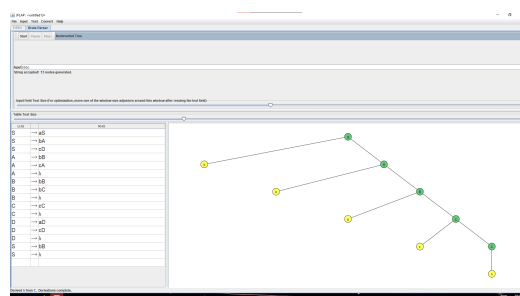 JFLAP : <untitled1>
File Input Test Convert Help
Editor Brute Parser
Start Pause Step Noninverted Tree
Input
String accepted! 11 nodes generated.
Input Field Text Size (For optimization, move one of the window size adjustors around this window after resizing the text field)
Table Text Size
LHS RHS
S → aS
S → bA
S → cD
A → bB
A → cA
A → λ
B → bB
B → bC
B → λ
C → cC
C → λ
D → aD
D → cD
D → λ
S → bB
S → λ
Derived λ from C. Derivations complete.